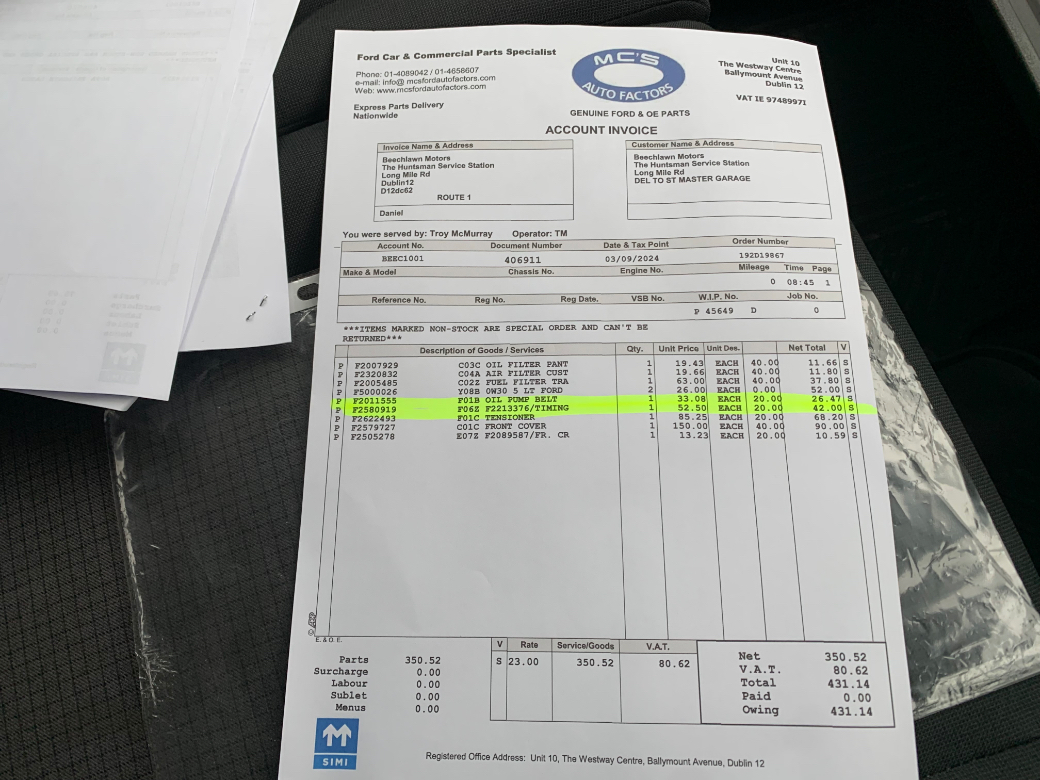 Ford Car & Commercial Parts Specialist
Phone: 01-4089042 / 01-4658607
e-mail: info@ mcsfordautofactors.com
Web: www.mcsfordautofactors.com
Express Parts Delivery
Nationwide
MC'S
AUTO FACTORS
GENUINE FORD & OE PARTS
Unit 10
The Westway Centre
Ballymount Avenue
Dublin 12
VAT IE 9748997I
ACCOUNT INVOICE
Invoice Name & Address
Beechlawn Motors
The Huntsman Service Station
Long Mile Rd
Dublin12
D12dc62
ROUTE 1
Daniel
Customer Name & Address
Beechlawn Motors
The Huntsman Service Station
Long Mile Rd
DEL TO ST MASTER GARAGE
You were served by: Troy McMurray Operator: TM
Account No. Document Number Date & Tax Point Order Number
BEEC1001 406911 03/09/2024 192D19867
Make & Model Chassis No. Engine No. Mileage Time Page
0 08:45 1
Reference No. Reg No. Reg Date. VSB No. W.I.P. No. Job No.
P 45649 D 0
***ITEMS MARKED NON-STOCK ARE SPECIAL ORDER AND CAN'T BE
RETURNED***
Description of Goods / Services Qty. Unit Price Unit Des. Net Total V
P F2007929 C03C OIL FILTER PANT 1 19.43 EACH 40.00 11.66 S
P F2320832 C04A AIR FILTER CUST 1 19.66 EACH 40.00 11.80 S
P F2005485 C02Z FUEL FILTER TRA 1 63.00 EACH 40.00 37.80 S
P F5000026 Y08B 0W30 5 LT FORD 2 26.00 EACH 0.00 52.00 S
P F2011555 F01B OIL PUMP BELT 1 33.08 EACH 20.00 26.47 S
P F2580919 F06Z F2213376/TIMING 1 52.50 EACH 20.00 42.00 S
P F2622493 F01C TENSIONER 1 85.25 EACH 20.00 68.20 S
P F2579727 C01C FRONT COVER 1 150.00 EACH 40.00 90.00 S
P F2505278 E07Z F2089587/FR. CR 1 13.23 EACH 20.00 10.59 S
E.& O.E.
Parts 350.52
Surcharge 0.00
Labour 0.00
Sublet 0.00
Menus 0.00
V Rate Service/Goods V.A.T.
S 23.00 350.52 80.62
Net 350.52
V.A.T. 80.62
Total 431.14
Paid 0.00
Owing 431.14
SIMI
Registered Office Address: Unit 10, The Westway Centre, Ballymount Avenue, Dublin 12